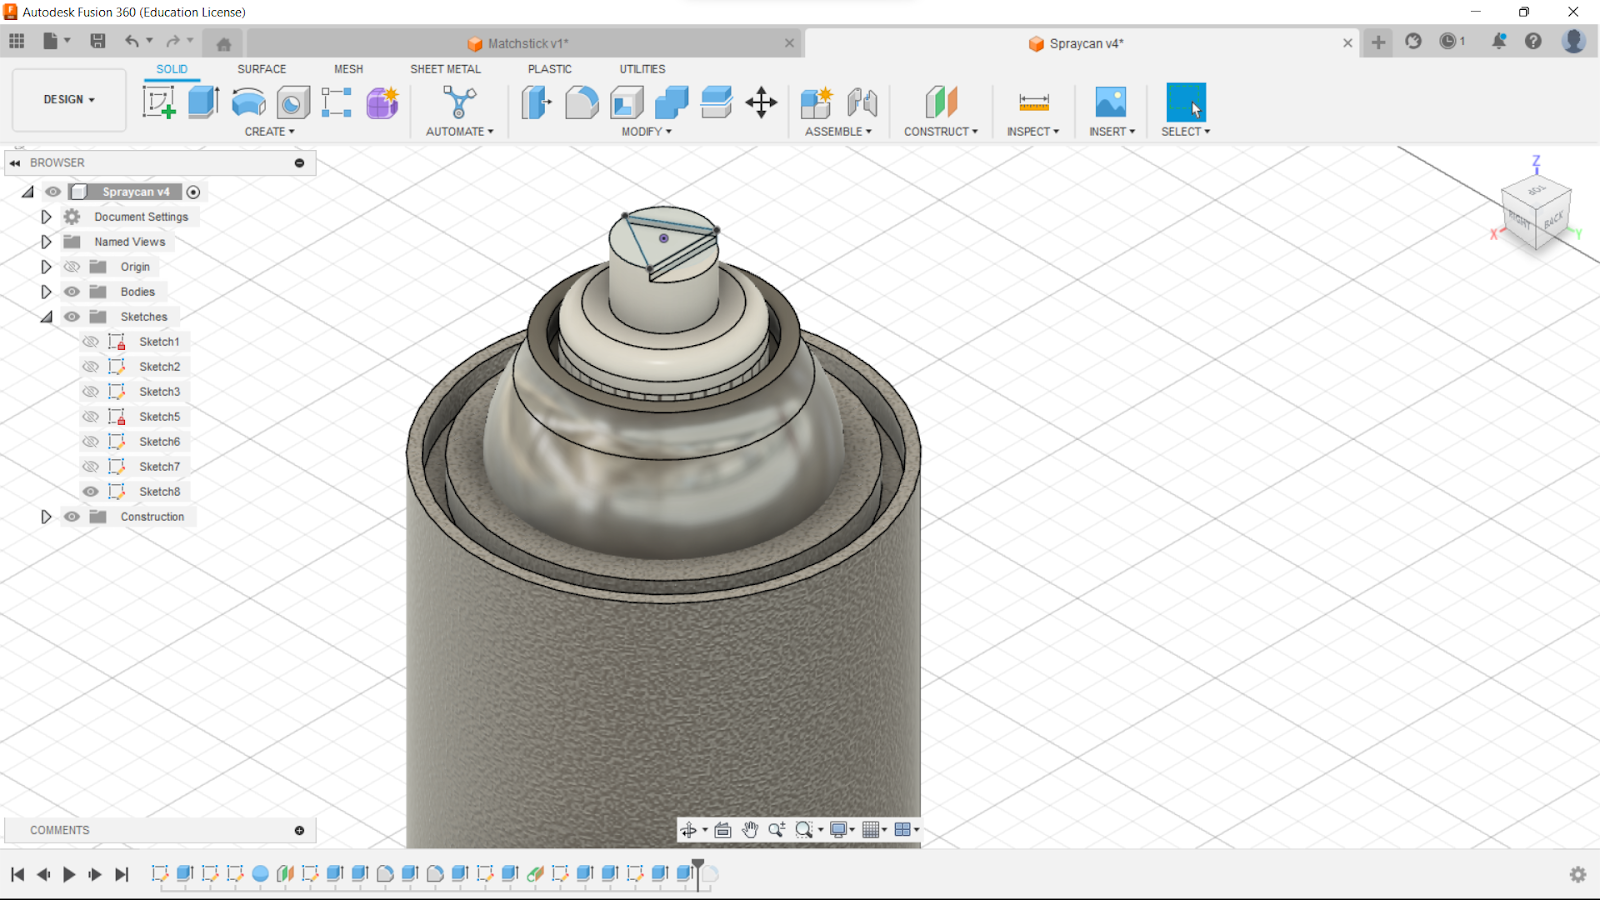 Autodesk Fusion 360 (Education License)
Matchstick v1*
Spraycan v4*
1
SOLID
SURFACE
MESH
SHEET METAL
PLASTIC
UTILITIES
DESIGN
CREATE
AUTOMATE
MODIFY
ASSEMBLE
CONSTRUCT
INSPECT
INSERT
SELECT
BROWSER
Spraycan v4
Document Settings
Named Views
Origin
Bodies
Sketches
Sketch1
Sketch2
Sketch3
Sketch5
Sketch6
Sketch7
Sketch8
Construction
Z
TOP
RIGHT
BACK
X
Y
COMMENTS